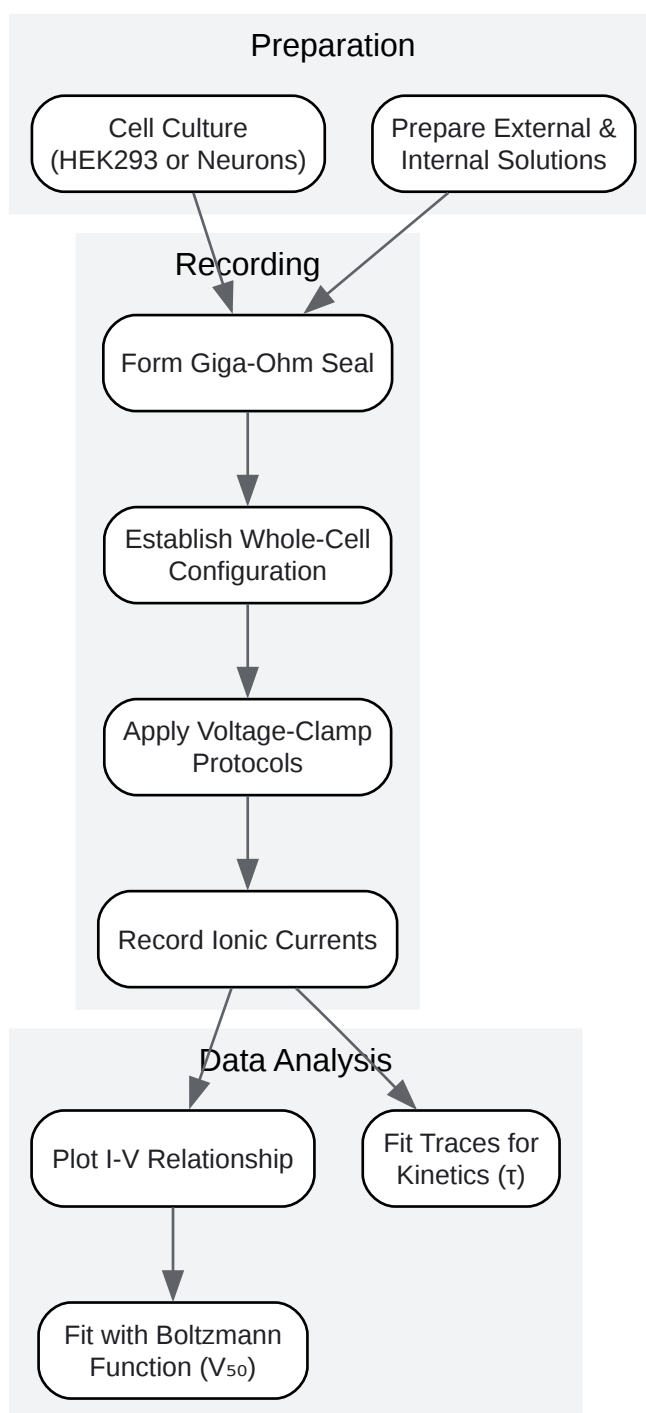 Preparation
Cell Culture
(HEK293 or Neurons)
Prepare External &
Internal Solutions
Recording
Form Giga-Ohm Seal
Establish Whole-Cell
Configuration
Apply Voltage-Clamp
Protocols
Record Ionic Currents
Data Analysis
Plot I-V Relationship
Fit Traces for
Kinetics (τ)
Fit with Boltzmann
Function (V₅₀)